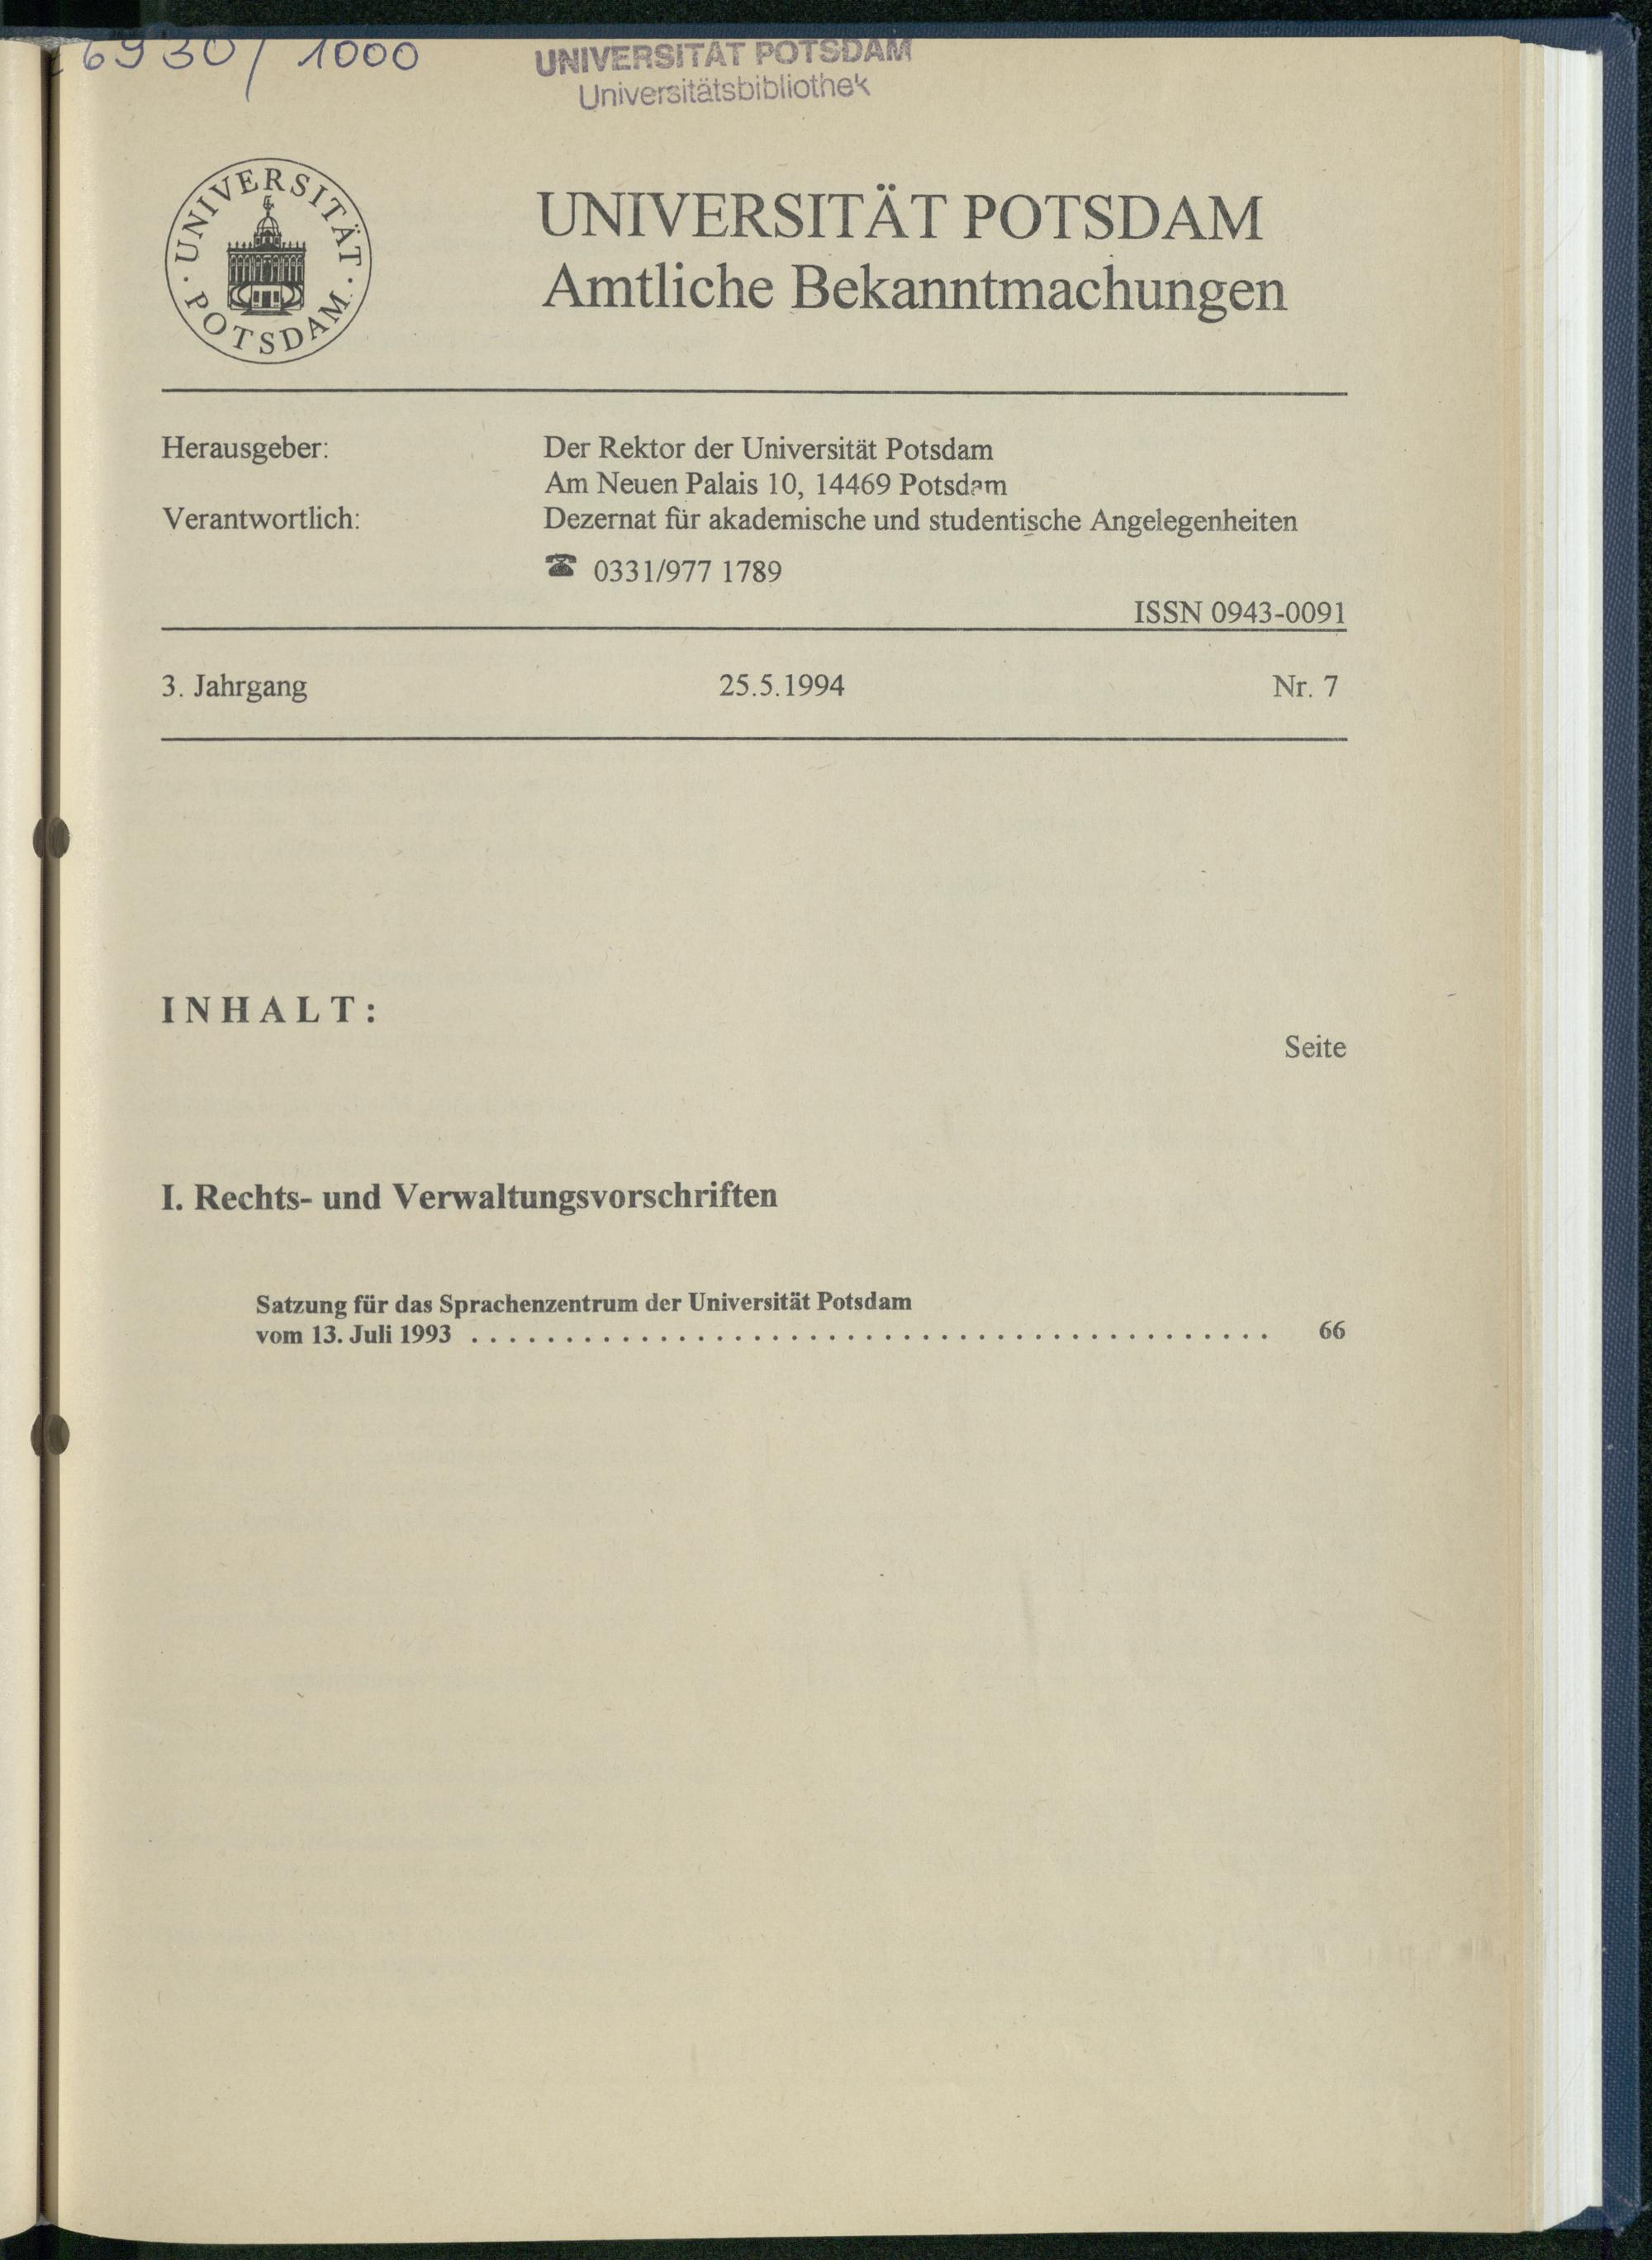 6930/ 1000
UNIVERSITÄT POTSDAM
Universitätsbibliothek
· UNIVERSITÄT · POTSDAM
UNIVERSITÄT POTSDAM
Amtliche Bekanntmachungen
Herausgeber: Der Rektor der Universität Potsdam
Am Neuen Palais 10, 14469 Potsdam
Verantwortlich: Dezernat für akademische und studentische Angelegenheiten
☎ 0331/977 1789
ISSN 0943-0091
3. Jahrgang 25.5.1994 Nr. 7
INHALT:
Seite
I. Rechts- und Verwaltungsvorschriften
Satzung für das Sprachenzentrum der Universität Potsdam
vom 13. Juli 1993 . . . . . . . . . . . . . . . . . . . . . . . . . . . . . . . . . . . . . . . . . . . 66